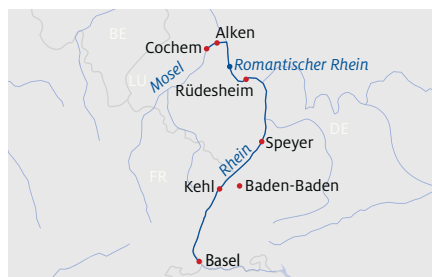 BE
Alken
Cochem
Romantischer Rhein
LU
Mosel
Rüdesheim
DE
Speyer
Rhein
FR
Kehl
Baden-Baden
Basel